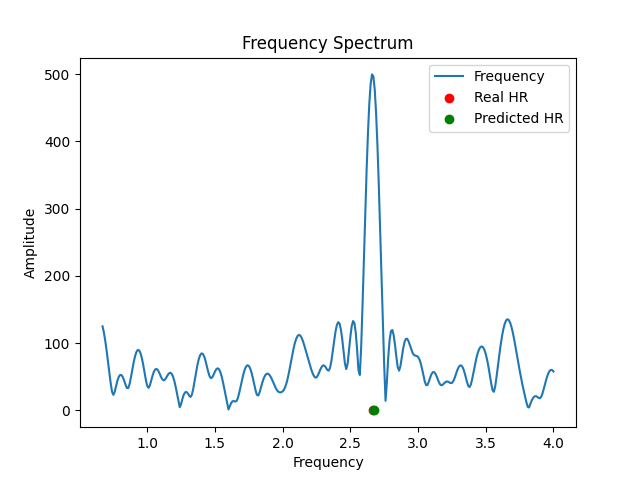 Frequency Spectrum
Frequency
Real HR
Predicted HR
500
400
300
200
100
0
Amplitude
1.0 1.5 2.0 2.5 3.0 3.5 4.0
Frequency